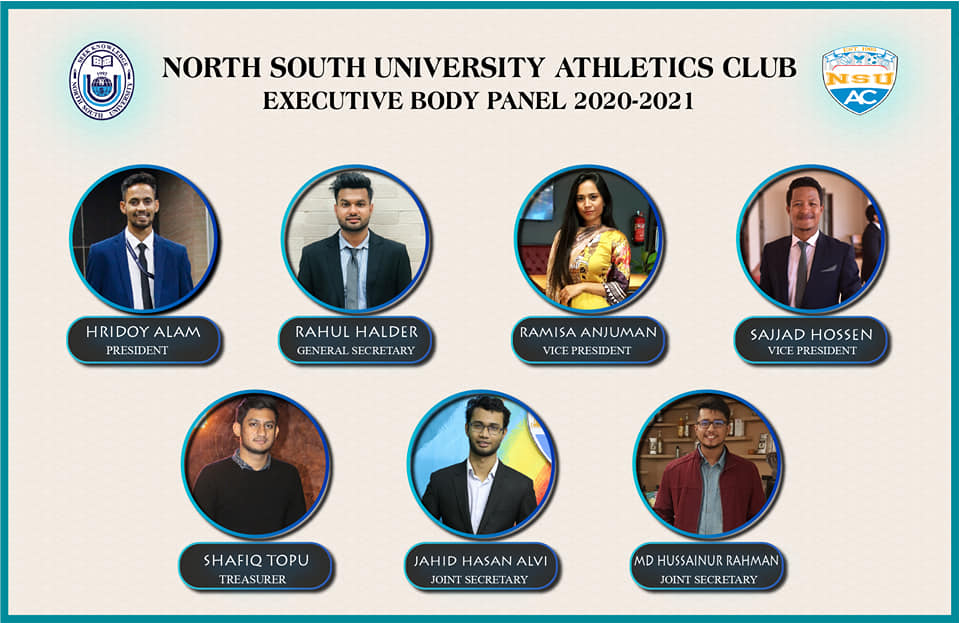 SEEK KNOWLEDGE
1992
NORTH SOUTH UNIVERSITY
NORTH SOUTH UNIVERSITY ATHLETICS CLUB
EXECUTIVE BODY PANEL 2020-2021
EST. 1995
NSU
AC
HRIDOY ALAM
PRESIDENT
RAHUL HALDER
GENERAL SECRETARY
RAMISA ANJUMAN
VICE PRESIDENT
SAJJAD HOSSEN
VICE PRESIDENT
SHAFIQ TOPU
TREASURER
JAHID HASAN ALVI
JOINT SECRETARY
MD HUSSAINUR RAHMAN
JOINT SECRETARY